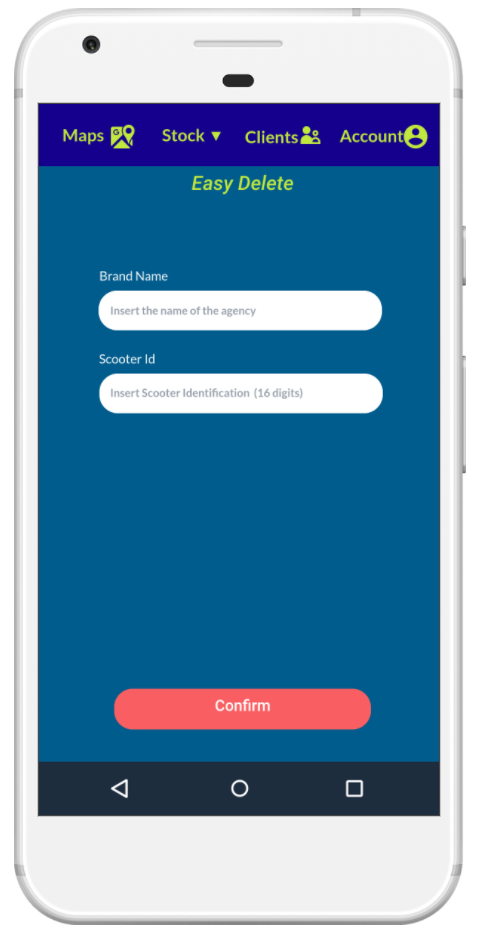 Maps Stock ▼ Clients Account
Easy Delete
Brand Name
Insert the name of the agency
Scooter Id
Insert Scooter Identification (16 digits)
Confirm